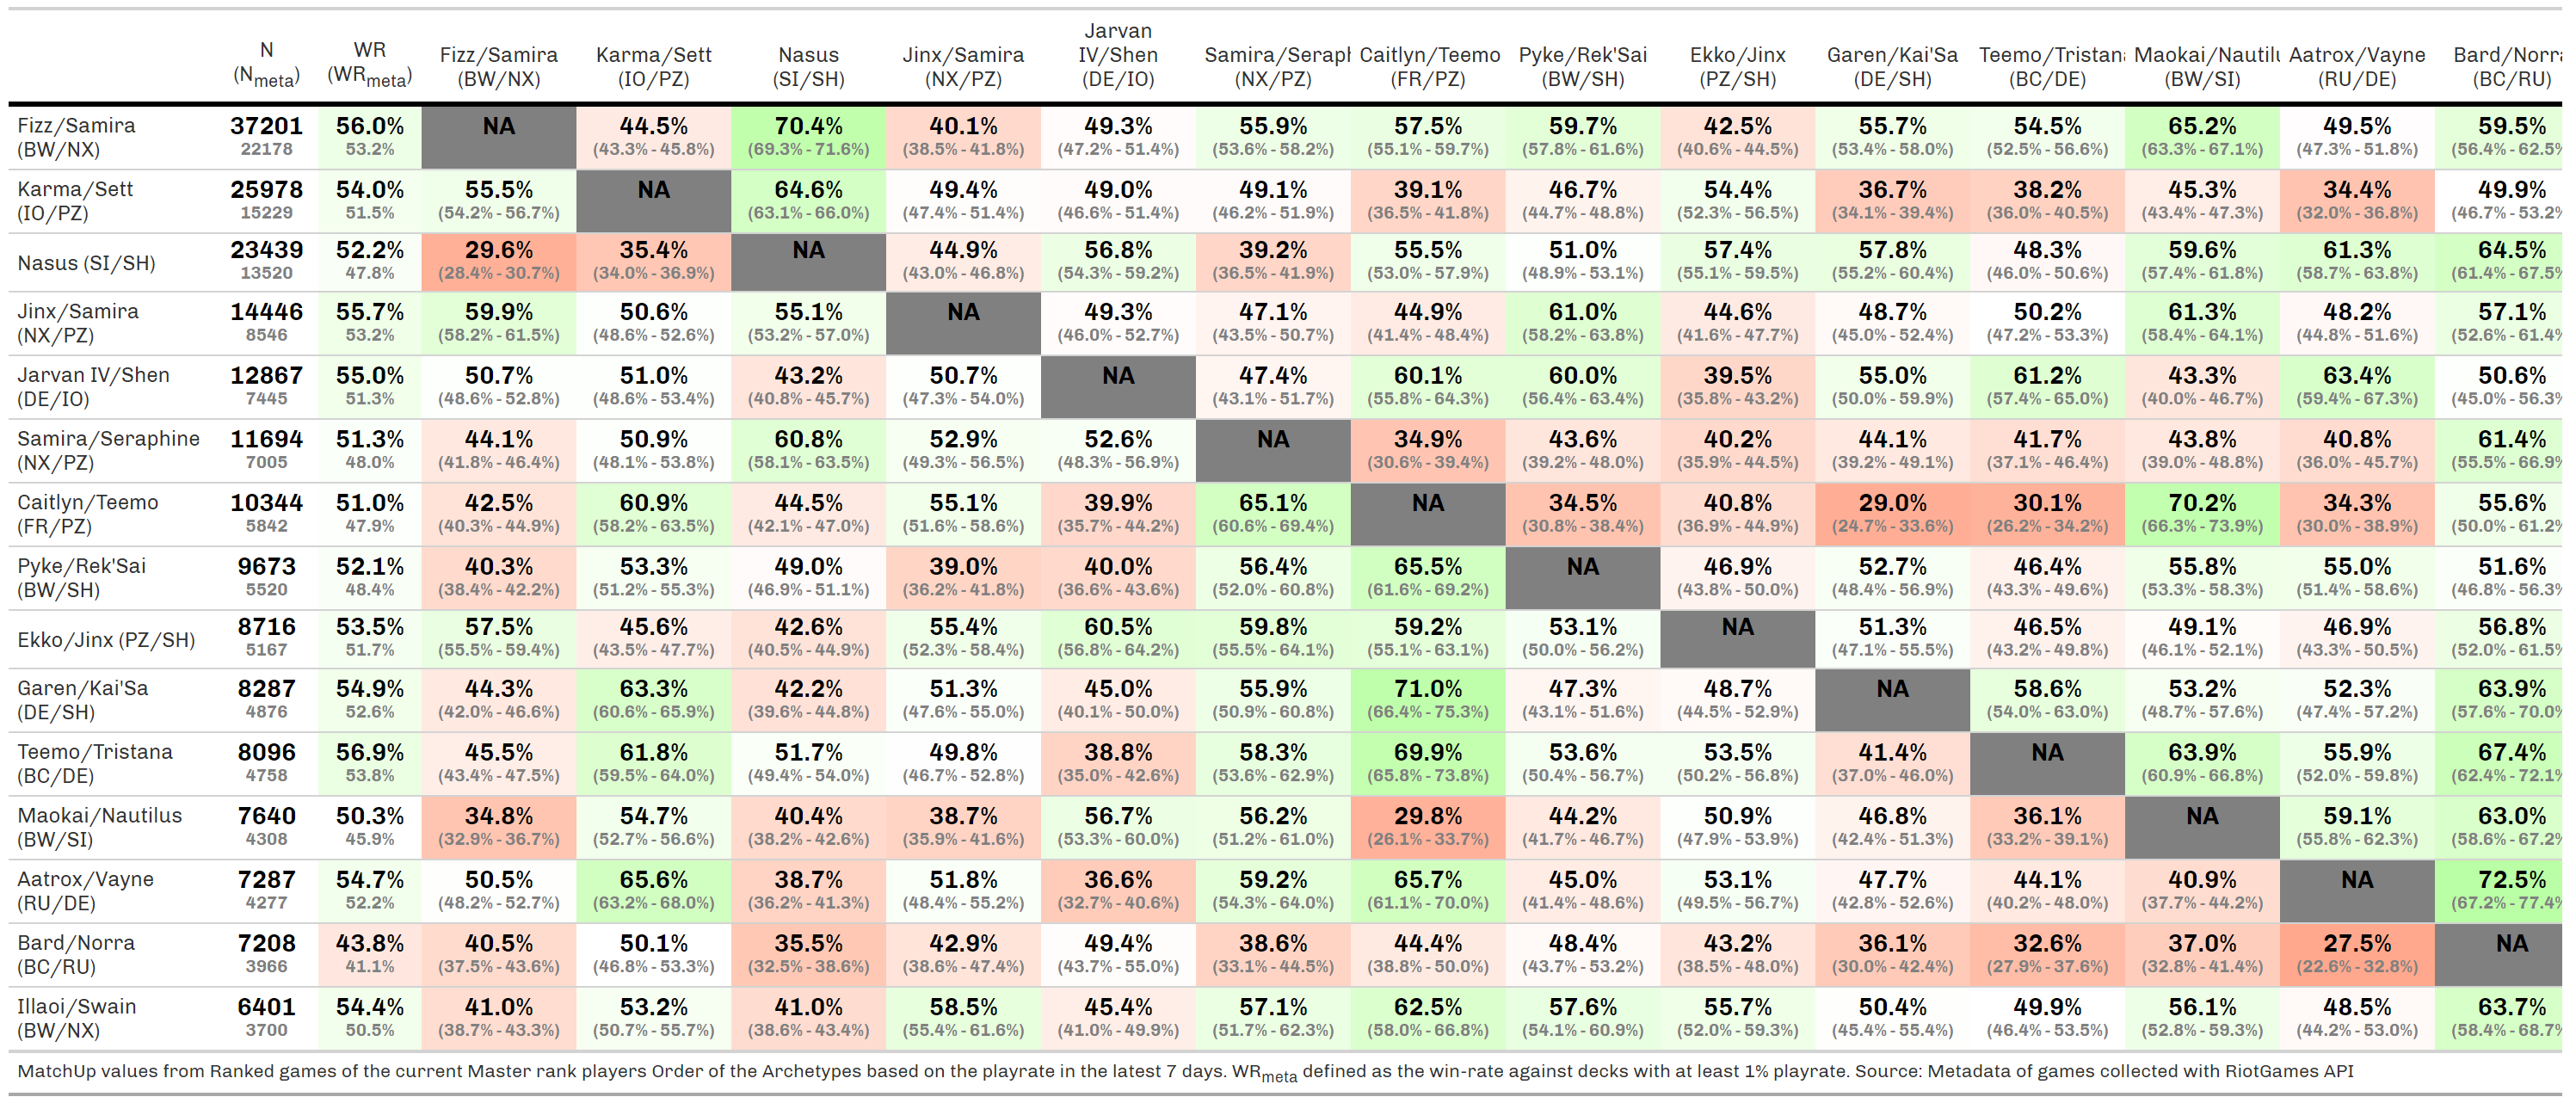 N WR Fizz/Samira Karma/Sett Nasus Jinx/Samira Jarvan IV/Shen Samira/Seraph Caitlyn/Teemo Pyke/Rek'Sai Ekko/Jinx Garen/Kai'Sa Teemo/Tristana Maokai/Nautilu Aatrox/Vayne Bard/Norra
(Nmeta) (WRmeta) (BW/NX) (IO/PZ) (SI/SH) (NX/PZ) (DE/IO) (NX/PZ) (FR/PZ) (BW/SH) (PZ/SH) (DE/SH) (BC/DE) (BW/SI) (RU/DE) (BC/RU)
Fizz/Samira 37201 56.0% NA 44.5% 70.4% 40.1% 49.3% 55.9% 57.5% 59.7% 42.5% 55.7% 54.5% 65.2% 49.5% 59.5%
(BW/NX) 22178 53.2% (43.3% - 45.8%) (69.3% - 71.6%) (38.5% - 41.8%) (47.2% - 51.4%) (53.6% - 58.2%) (55.1% - 59.7%) (57.8% - 61.6%) (40.6% - 44.5%) (53.4% - 58.0%) (52.5% - 56.6%) (63.3% - 67.1%) (47.3% - 51.8%) (56.4% - 62.5%
Karma/Sett 25978 54.0% 55.5% NA 64.6% 49.4% 49.0% 49.1% 39.1% 46.7% 54.4% 36.7% 38.2% 45.3% 34.4% 49.9%
(IO/PZ) 15229 51.5% (54.2% - 56.7%) (63.1% - 66.0%) (47.4% - 51.4%) (46.6% - 51.4%) (46.2% - 51.9%) (36.5% - 41.8%) (44.7% - 48.8%) (52.3% - 56.5%) (34.1% - 39.4%) (36.0% - 40.5%) (43.4% - 47.3%) (32.0% - 36.8%) (46.7% - 53.2%
Nasus (SI/SH) 23439 52.2% 29.6% 35.4% NA 44.9% 56.8% 39.2% 55.5% 51.0% 57.4% 57.8% 48.3% 59.6% 61.3% 64.5%
13520 47.8% (28.4% - 30.7%) (34.0% - 36.9%) (43.0% - 46.8%) (54.3% - 59.2%) (36.5% - 41.9%) (53.0% - 57.9%) (48.9% - 53.1%) (55.1% - 59.5%) (55.2% - 60.4%) (46.0% - 50.6%) (57.4% - 61.8%) (58.7% - 63.8%) (61.4% - 67.5%
Jinx/Samira 14446 55.7% 59.9% 50.6% 55.1% NA 49.3% 47.1% 44.9% 61.0% 44.6% 48.7% 50.2% 61.3% 48.2% 57.1%
(NX/PZ) 8546 53.2% (58.2% - 61.5%) (48.6% - 52.6%) (53.2% - 57.0%) (46.0% - 52.7%) (43.5% - 50.7%) (41.4% - 48.4%) (58.2% - 63.8%) (41.6% - 47.7%) (45.0% - 52.4%) (47.2% - 53.3%) (58.4% - 64.1%) (44.8% - 51.6%) (52.6% - 61.4%
Jarvan IV/Shen 12867 55.0% 50.7% 51.0% 43.2% 50.7% NA 47.4% 60.1% 60.0% 39.5% 55.0% 61.2% 43.3% 63.4% 50.6%
(DE/IO) 7445 51.3% (48.6% - 52.8%) (48.6% - 53.4%) (40.8% - 45.7%) (47.3% - 54.0%) (43.1% - 51.7%) (55.8% - 64.3%) (56.4% - 63.4%) (35.8% - 43.2%) (50.0% - 59.9%) (57.4% - 65.0%) (40.0% - 46.7%) (59.4% - 67.3%) (45.0% - 56.3%
Samira/Seraphine 11694 51.3% 44.1% 50.9% 60.8% 52.9% 52.6% NA 34.9% 43.6% 40.2% 44.1% 41.7% 43.8% 40.8% 61.4%
(NX/PZ) 7005 48.0% (41.8% - 46.4%) (48.1% - 53.8%) (58.1% - 63.5%) (49.3% - 56.5%) (48.3% - 56.9%) (30.6% - 39.4%) (39.2% - 48.0%) (35.9% - 44.5%) (39.2% - 49.1%) (37.1% - 46.4%) (39.0% - 48.8%) (36.0% - 45.7%) (55.5% - 66.9%
Caitlyn/Teemo 10344 51.0% 42.5% 60.9% 44.5% 55.1% 39.9% 65.1% NA 34.5% 40.8% 29.0% 30.1% 70.2% 34.3% 55.6%
(FR/PZ) 5842 47.9% (40.3% - 44.9%) (58.2% - 63.5%) (42.1% - 47.0%) (51.6% - 58.6%) (35.7% - 44.2%) (60.6% - 69.4%) (30.8% - 38.4%) (36.9% - 44.9%) (24.7% - 33.6%) (26.2% - 34.2%) (66.3% - 73.9%) (30.0% - 38.9%) (50.0% - 61.2%
Pyke/Rek'Sai 9673 52.1% 40.3% 53.3% 49.0% 39.0% 40.0% 56.4% 65.5% NA 46.9% 52.7% 46.4% 55.8% 55.0% 51.6%
(BW/SH) 5520 48.4% (38.4% - 42.2%) (51.2% - 55.3%) (46.9% - 51.1%) (36.2% - 41.8%) (36.6% - 43.6%) (52.0% - 60.8%) (61.6% - 69.2%) (43.8% - 50.0%) (48.4% - 56.9%) (43.3% - 49.6%) (53.3% - 58.3%) (51.4% - 58.6%) (46.8% - 56.3%
Ekko/Jinx (PZ/SH) 8716 53.5% 57.5% 45.6% 42.6% 55.4% 60.5% 59.8% 59.2% 53.1% NA 51.3% 46.5% 49.1% 46.9% 56.8%
5167 51.7% (55.5% - 59.4%) (43.5% - 47.7%) (40.5% - 44.9%) (52.3% - 58.4%) (56.8% - 64.2%) (55.5% - 64.1%) (55.1% - 63.1%) (50.0% - 56.2%) (47.1% - 55.5%) (43.2% - 49.8%) (46.1% - 52.1%) (43.3% - 50.5%) (52.0% - 61.5%
Garen/Kai'Sa 8287 54.9% 44.3% 63.3% 42.2% 51.3% 45.0% 55.9% 71.0% 47.3% 48.7% NA 58.6% 53.2% 52.3% 63.9%
(DE/SH) 4876 52.6% (42.0% - 46.6%) (60.6% - 65.9%) (39.6% - 44.8%) (47.6% - 55.0%) (40.1% - 50.0%) (50.9% - 60.8%) (66.4% - 75.3%) (43.1% - 51.6%) (44.5% - 52.9%) (54.0% - 63.0%) (48.7% - 57.6%) (47.4% - 57.2%) (57.6% - 70.0%
Teemo/Tristana 8096 56.9% 45.5% 61.8% 51.7% 49.8% 38.8% 58.3% 69.9% 53.6% 53.5% 41.4% NA 63.9% 55.9% 67.4%
(BC/DE) 4758 53.8% (43.4% - 47.5%) (59.5% - 64.0%) (49.4% - 54.0%) (46.7% - 52.8%) (35.0% - 42.6%) (53.6% - 62.9%) (65.8% - 73.8%) (50.4% - 56.7%) (50.2% - 56.8%) (37.0% - 46.0%) (60.9% - 66.8%) (52.0% - 59.8%) (62.4% - 72.1%
Maokai/Nautilus 7640 50.3% 34.8% 54.7% 40.4% 38.7% 56.7% 56.2% 29.8% 44.2% 50.9% 46.8% 36.1% NA 59.1% 63.0%
(BW/SI) 4308 45.9% (32.9% - 36.7%) (52.7% - 56.6%) (38.2% - 42.6%) (35.9% - 41.6%) (53.3% - 60.0%) (51.2% - 61.0%) (26.1% - 33.7%) (41.7% - 46.7%) (47.9% - 53.9%) (42.4% - 51.3%) (33.2% - 39.1%) (55.8% - 62.3%) (58.6% - 67.2%
Aatrox/Vayne 7287 54.7% 50.5% 65.6% 38.7% 51.8% 36.6% 59.2% 65.7% 45.0% 53.1% 47.7% 44.1% 40.9% NA 72.5%
(RU/DE) 4277 52.2% (48.2% - 52.7%) (63.2% - 68.0%) (36.2% - 41.3%) (48.4% - 55.2%) (32.7% - 40.6%) (54.3% - 64.0%) (61.1% - 70.0%) (41.4% - 48.6%) (49.5% - 56.7%) (42.8% - 52.6%) (40.2% - 48.0%) (37.7% - 44.2%) (67.2% - 77.4%
Bard/Norra 7208 43.8% 40.5% 50.1% 35.5% 42.9% 49.4% 38.6% 44.4% 48.4% 43.2% 36.1% 32.6% 37.0% 27.5% NA
(BC/RU) 3966 41.1% (37.5% - 43.6%) (46.8% - 53.3%) (32.5% - 38.6%) (38.6% - 47.4%) (43.7% - 55.0%) (33.1% - 44.5%) (38.8% - 50.0%) (43.7% - 53.2%) (38.5% - 48.0%) (30.0% - 42.4%) (27.9% - 37.6%) (32.8% - 41.4%) (22.6% - 32.8%)
Illaoi/Swain 6401 54.4% 41.0% 53.2% 41.0% 58.5% 45.4% 57.1% 62.5% 57.6% 55.7% 50.4% 49.9% 56.1% 48.5% 63.7%
(BW/NX) 3700 50.5% (38.7% - 43.3%) (50.7% - 55.7%) (38.6% - 43.4%) (55.4% - 61.6%) (41.0% - 49.9%) (51.7% - 62.3%) (58.0% - 66.8%) (54.1% - 60.9%) (52.0% - 59.3%) (45.4% - 55.4%) (46.4% - 53.5%) (52.8% - 59.3%) (44.2% - 53.0%) (58.4% - 68.7%
MatchUp values from Ranked games of the current Master rank players Order of the Archetypes based on the playrate in the latest 7 days. WRmeta defined as the win-rate against decks with at least 1% playrate. Source: Metadata of games collected with RiotGames API